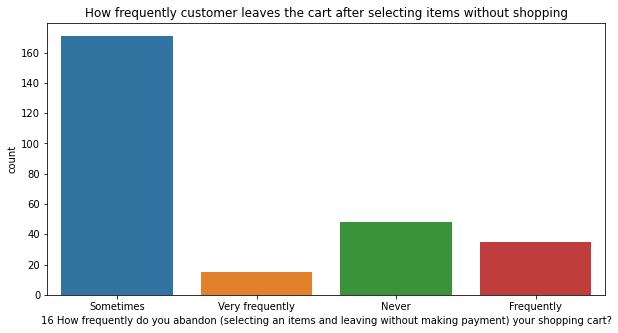 How frequently customer leaves the cart after selecting items without shopping
160
140
120
100
80
60
40
20
0
count
Sometimes Very frequently Never Frequently
16 How frequently do you abandon (selecting an items and leaving without making payment) your shopping cart?